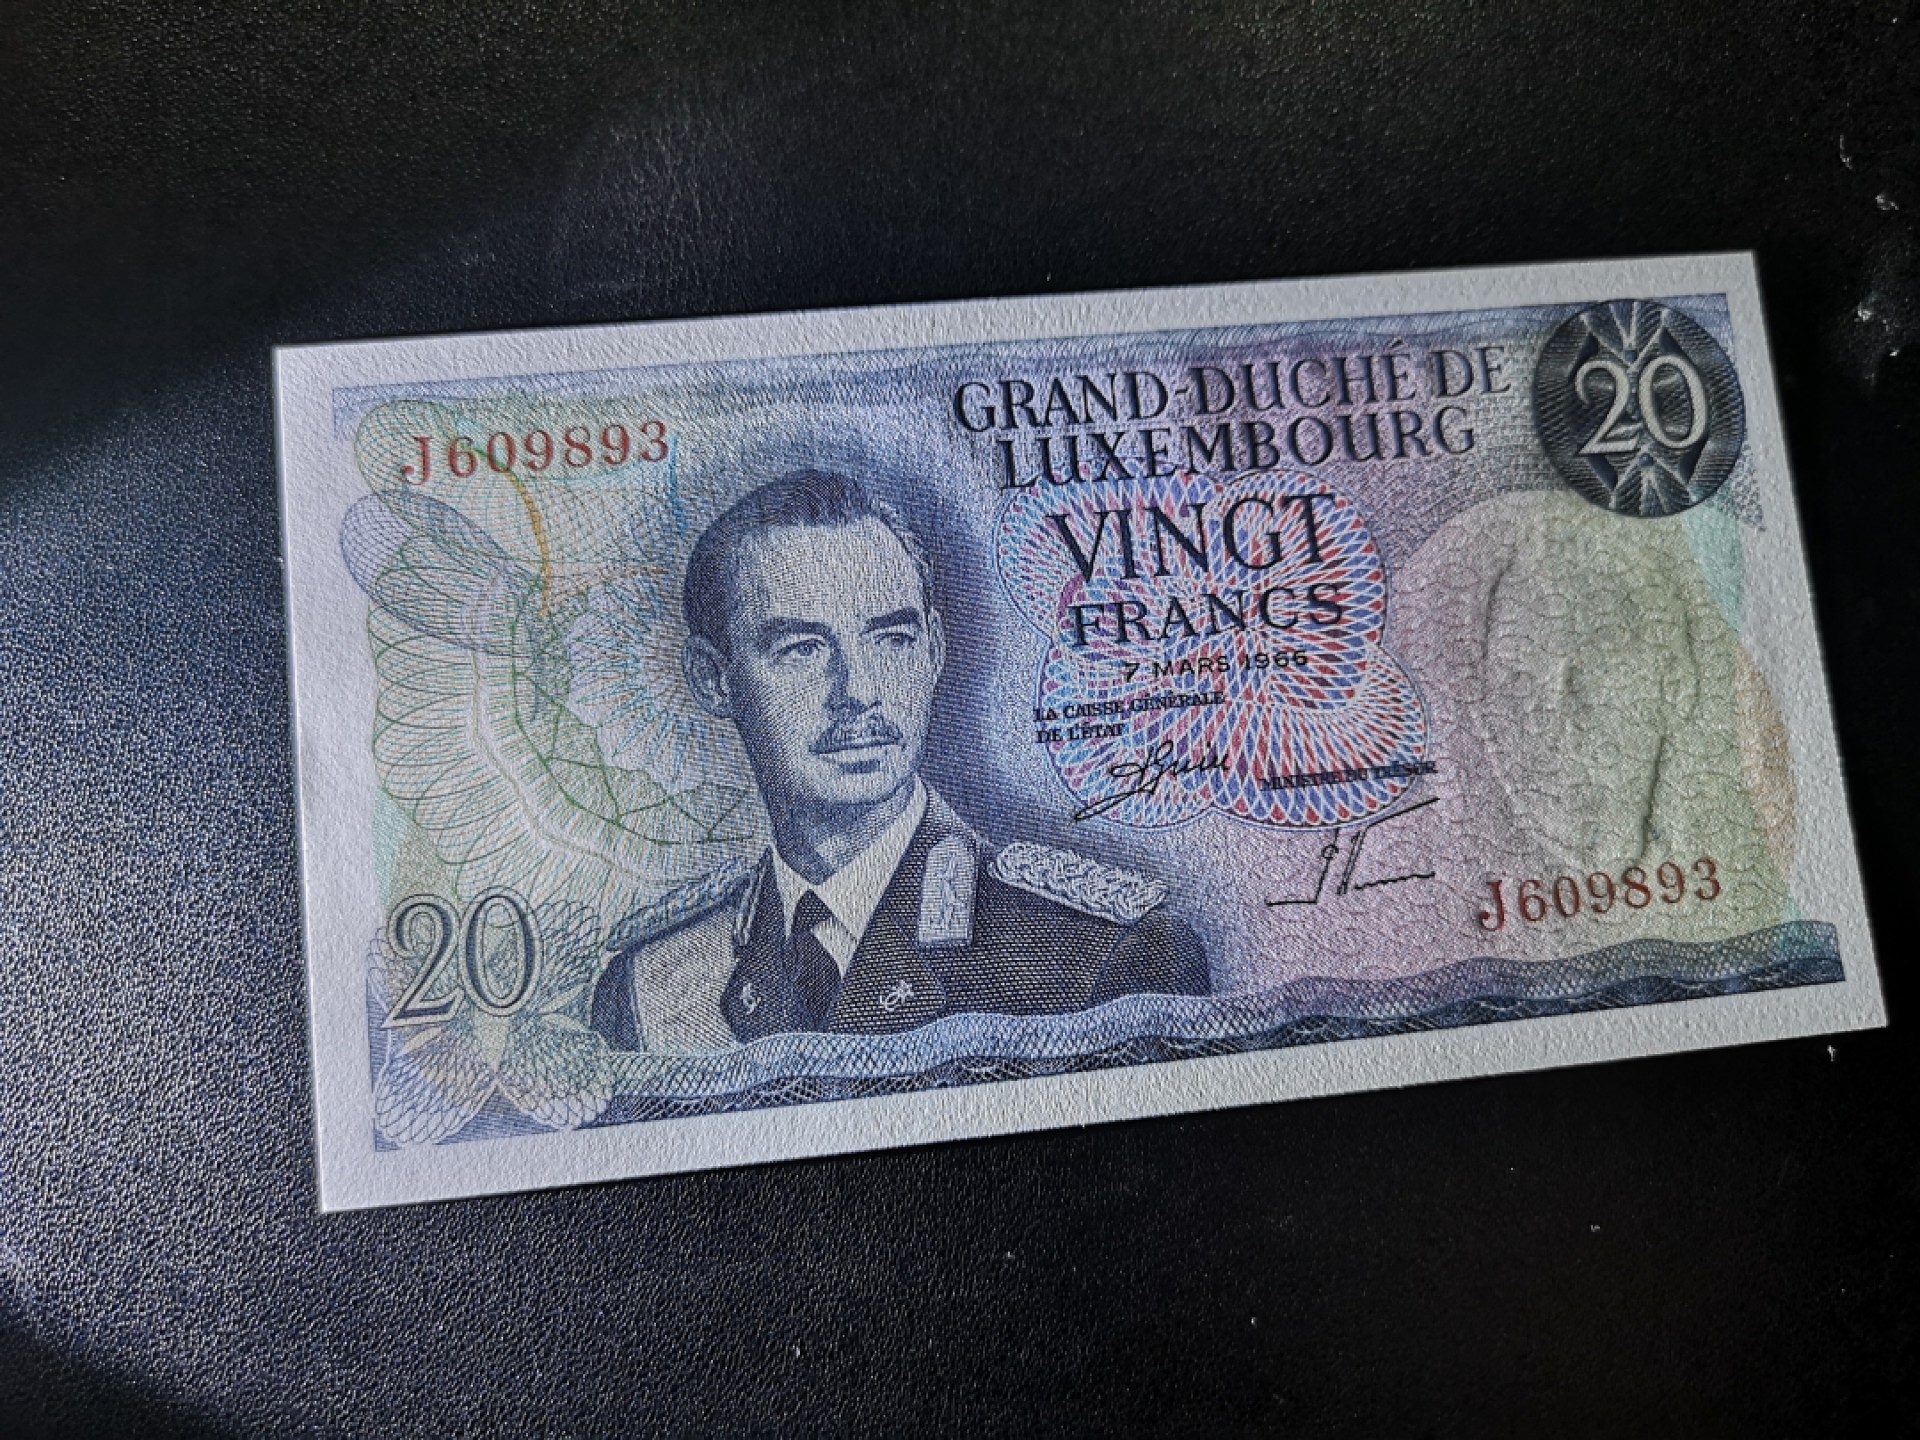 J609893
GRAND-DUCHÉ DE
LUXEMBOURG
20
VINGT
FRANCS
7 MARS 1966
LA CAISSE GÉNÉRALE
DE L'ÉTAT
MINISTRE DU TRÉSOR
20
J609893